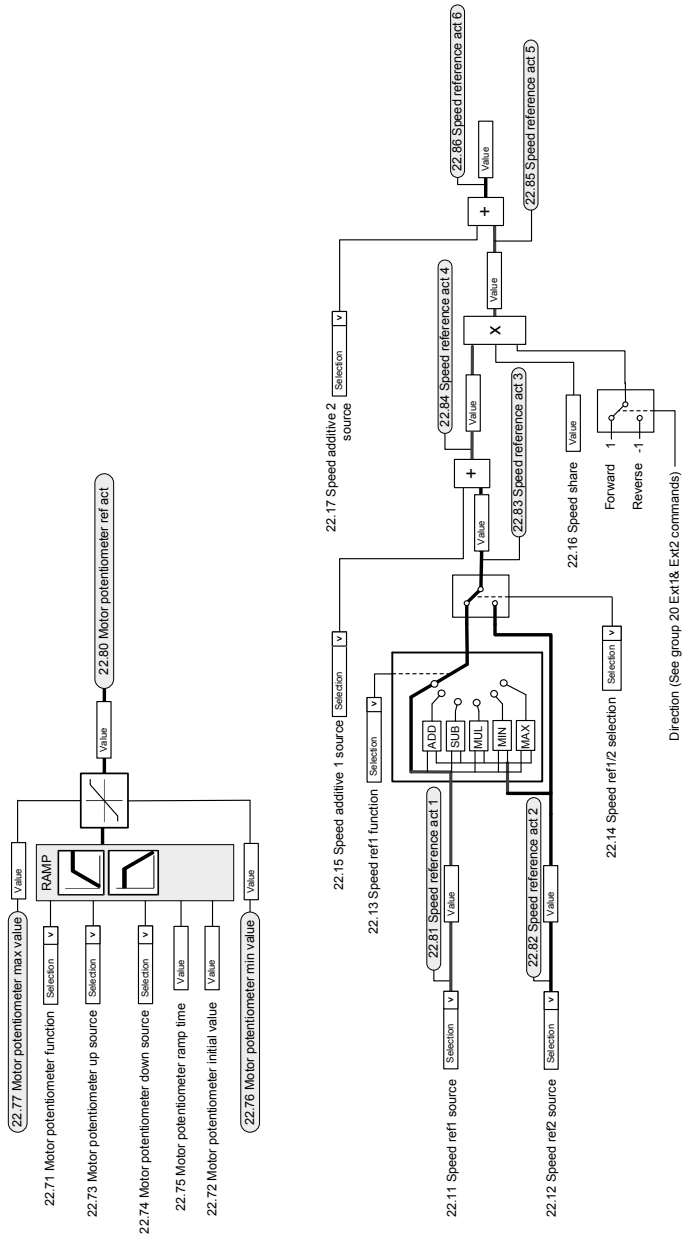 22.77 Motor potentiometer max value
Value
22.71 Motor potentiometer function
Selection
v
RAMP
22.73 Motor potentiometer up source
Selection
v
Value
22.80 Motor potentiometer ref act
22.74 Motor potentiometer down source
Selection
v
22.75 Motor potentiometer ramp time
Value
22.72 Motor potentiometer initial value
Value
22.76 Motor potentiometer min value
Value
22.17 Speed additive 2
source
Selection
v
22.86 Speed reference act 6
22.15 Speed additive 1 source
Selection
v
22.84 Speed reference act 4
+
Value
22.13 Speed ref1 function
Selection
v
+
Value
X
Value
22.85 Speed reference act 5
22.81 Speed reference act 1
ADD
SUB
MUL
MIN
MAX
Value
22.83 Speed reference act 3
22.11 Speed ref1 source
Selection
v
Value
22.82 Speed reference act 2
22.16 Speed share
Value
22.12 Speed ref2 source
Selection
v
Value
22.14 Speed ref1/2 selection
Selection
v
Forward
1
Reverse
-1
Direction (See group 20 Ext1& Ext2 commands)